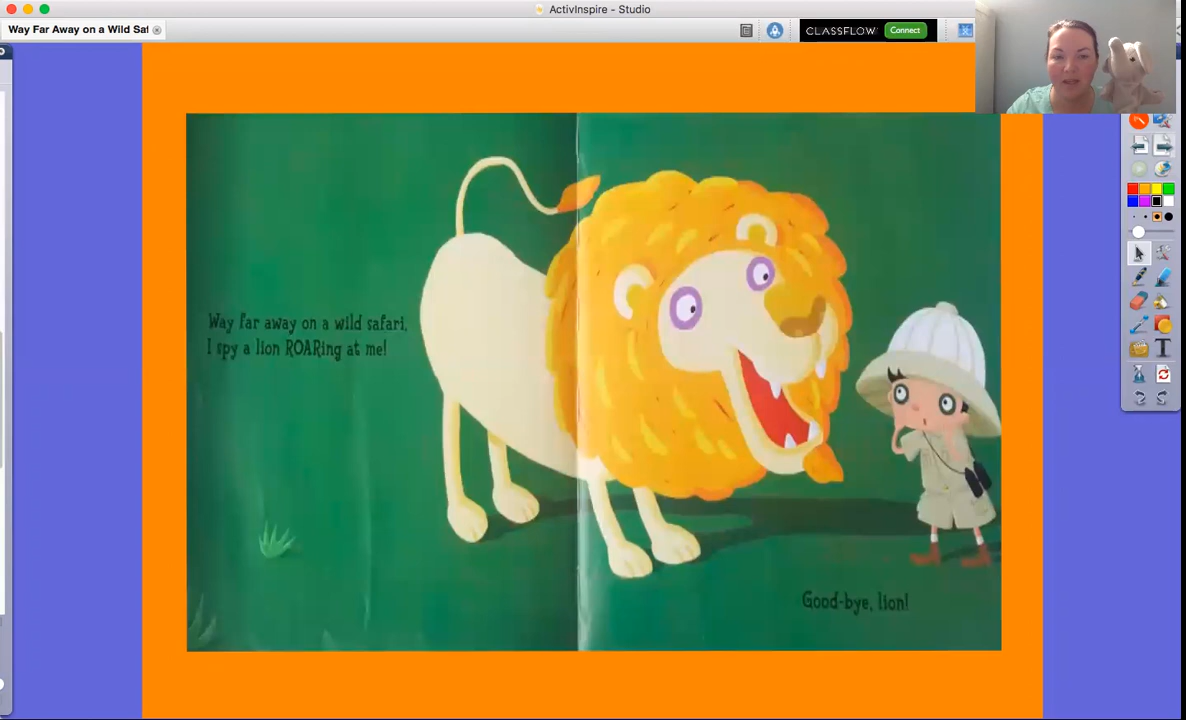 ActivInspire - Studio
Way Far Away on a Wild Saf
CLASSFLOW Connect
Way far away on a wild safari,
I spy a lion ROARing at me!
Good-bye, lion!
T